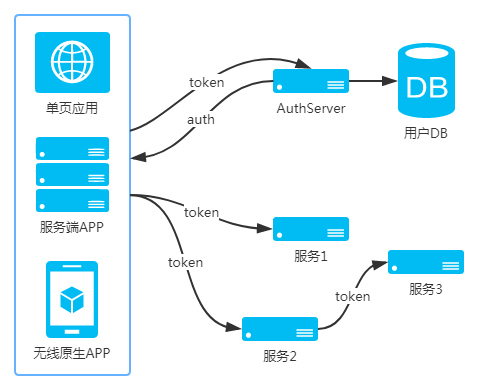 单页应用
服务端APP
无线原生APP
token
auth
AuthServer
DB
用户DB
token
服务1
token
服务2
token
服务3